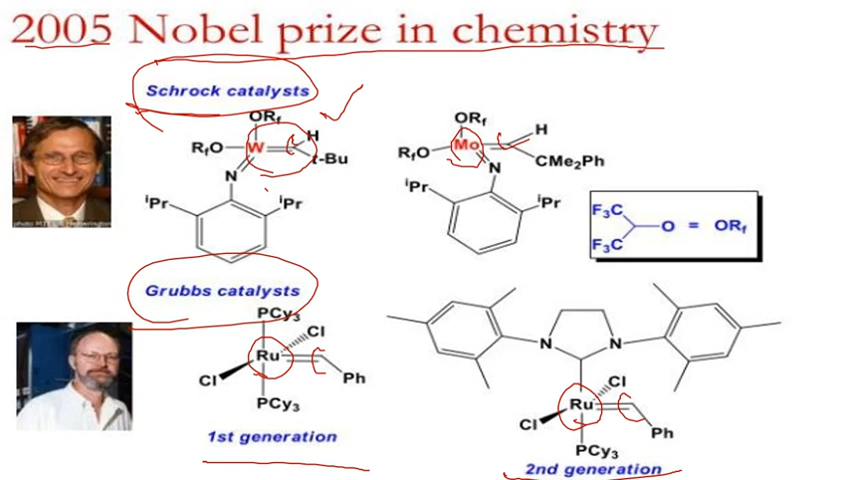 2005 Nobel prize in chemistry
Schrock catalysts
ORf
RfO
W
H
t-Bu
N
iPr
iPr
ORf
RfO
Mo
H
CMe2Ph
N
iPr
iPr
F3C
F3C
O = ORf
Grubbs catalysts
PCy3
Cl
Ru
Cl
Ph
PCy3
1st generation
N
N
Cl
Ru
Cl
Ph
PCy3
2nd generation